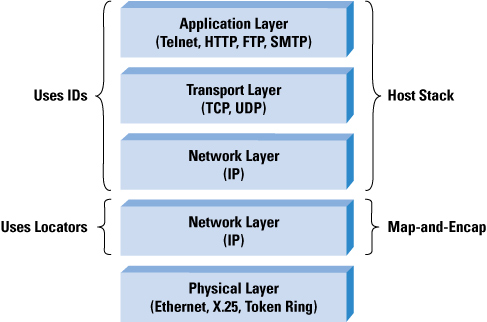 Application Layer
(Telnet, HTTP, FTP, SMTP)
Uses IDs
Transport Layer
(TCP, UDP)
Host Stack
Network Layer
(IP)
Uses Locators
Network Layer
(IP)
Map-and-Encap
Physical Layer
(Ethernet, X.25, Token Ring)